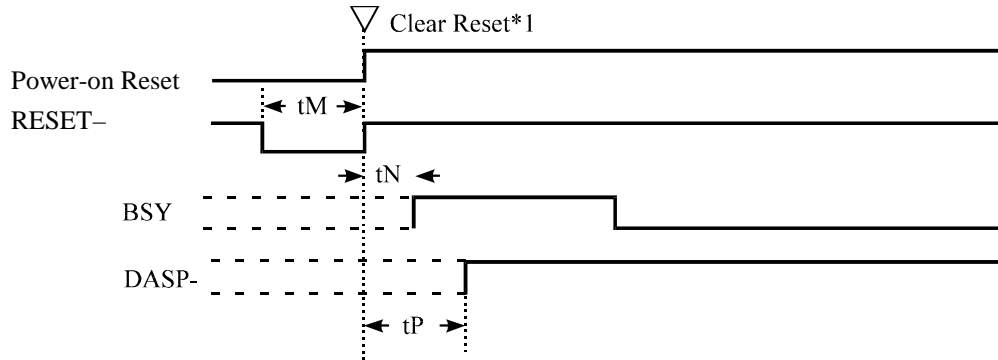 Clear Reset*1
Power-on Reset
tM
RESET–
tN
BSY
DASP-
tP